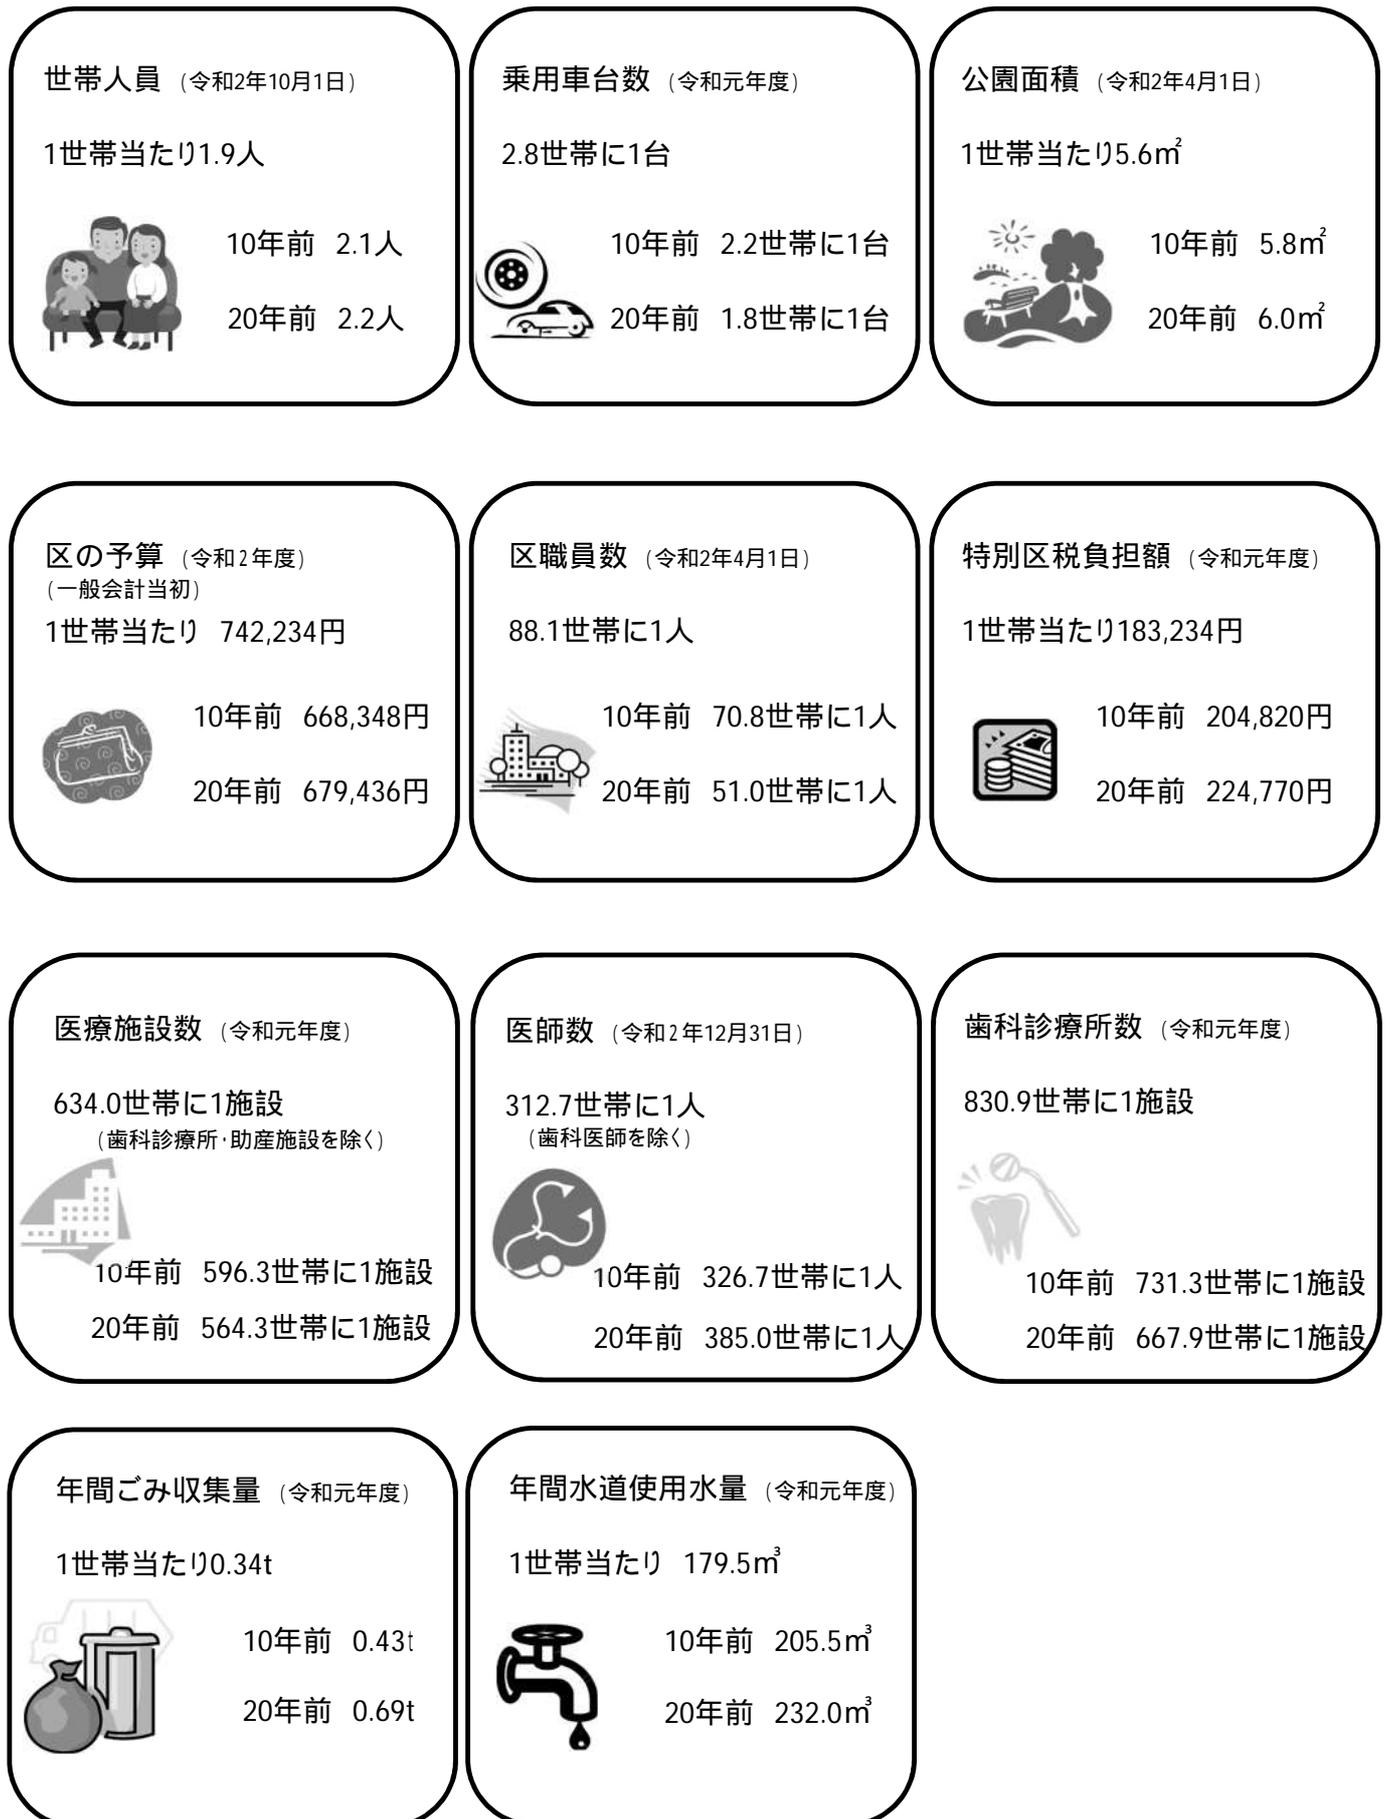 世帯人員 (令和2年10月1日)
1世帯当たり1.9人
10年前 2.1人
20年前 2.2人
乗用車台数 (令和元年度)
2.8世帯に1台
10年前 2.2世帯に1台
20年前 1.8世帯に1台
公園面積 (令和2年4月1日)
1世帯当たり5.6㎡
10年前 5.8㎡
20年前 6.0㎡
区の予算 (令和2年度)
(一般会計当初)
1世帯当たり 742,234円
10年前 668,348円
20年前 679,436円
区職員数 (令和2年4月1日)
88.1世帯に1人
10年前 70.8世帯に1人
20年前 51.0世帯に1人
特別区税負担額 (令和元年度)
1世帯当たり183,234円
10年前 204,820円
20年前 224,770円
医療施設数 (令和元年度)
634.0世帯に1施設
(歯科診療所･助産施設を除く)
10年前 596.3世帯に1施設
20年前 564.3世帯に1施設
医師数 (令和2年12月31日)
312.7世帯に1人
(歯科医師を除く)
10年前 326.7世帯に1人
20年前 385.0世帯に1人
歯科診療所数 (令和元年度)
830.9世帯に1施設
10年前 731.3世帯に1施設
20年前 667.9世帯に1施設
年間ごみ収集量 (令和元年度)
1世帯当たり0.34t
10年前 0.43t
20年前 0.69t
年間水道使用水量 (令和元年度)
1世帯当たり 179.5㎥
10年前 205.5㎥
20年前 232.0㎥